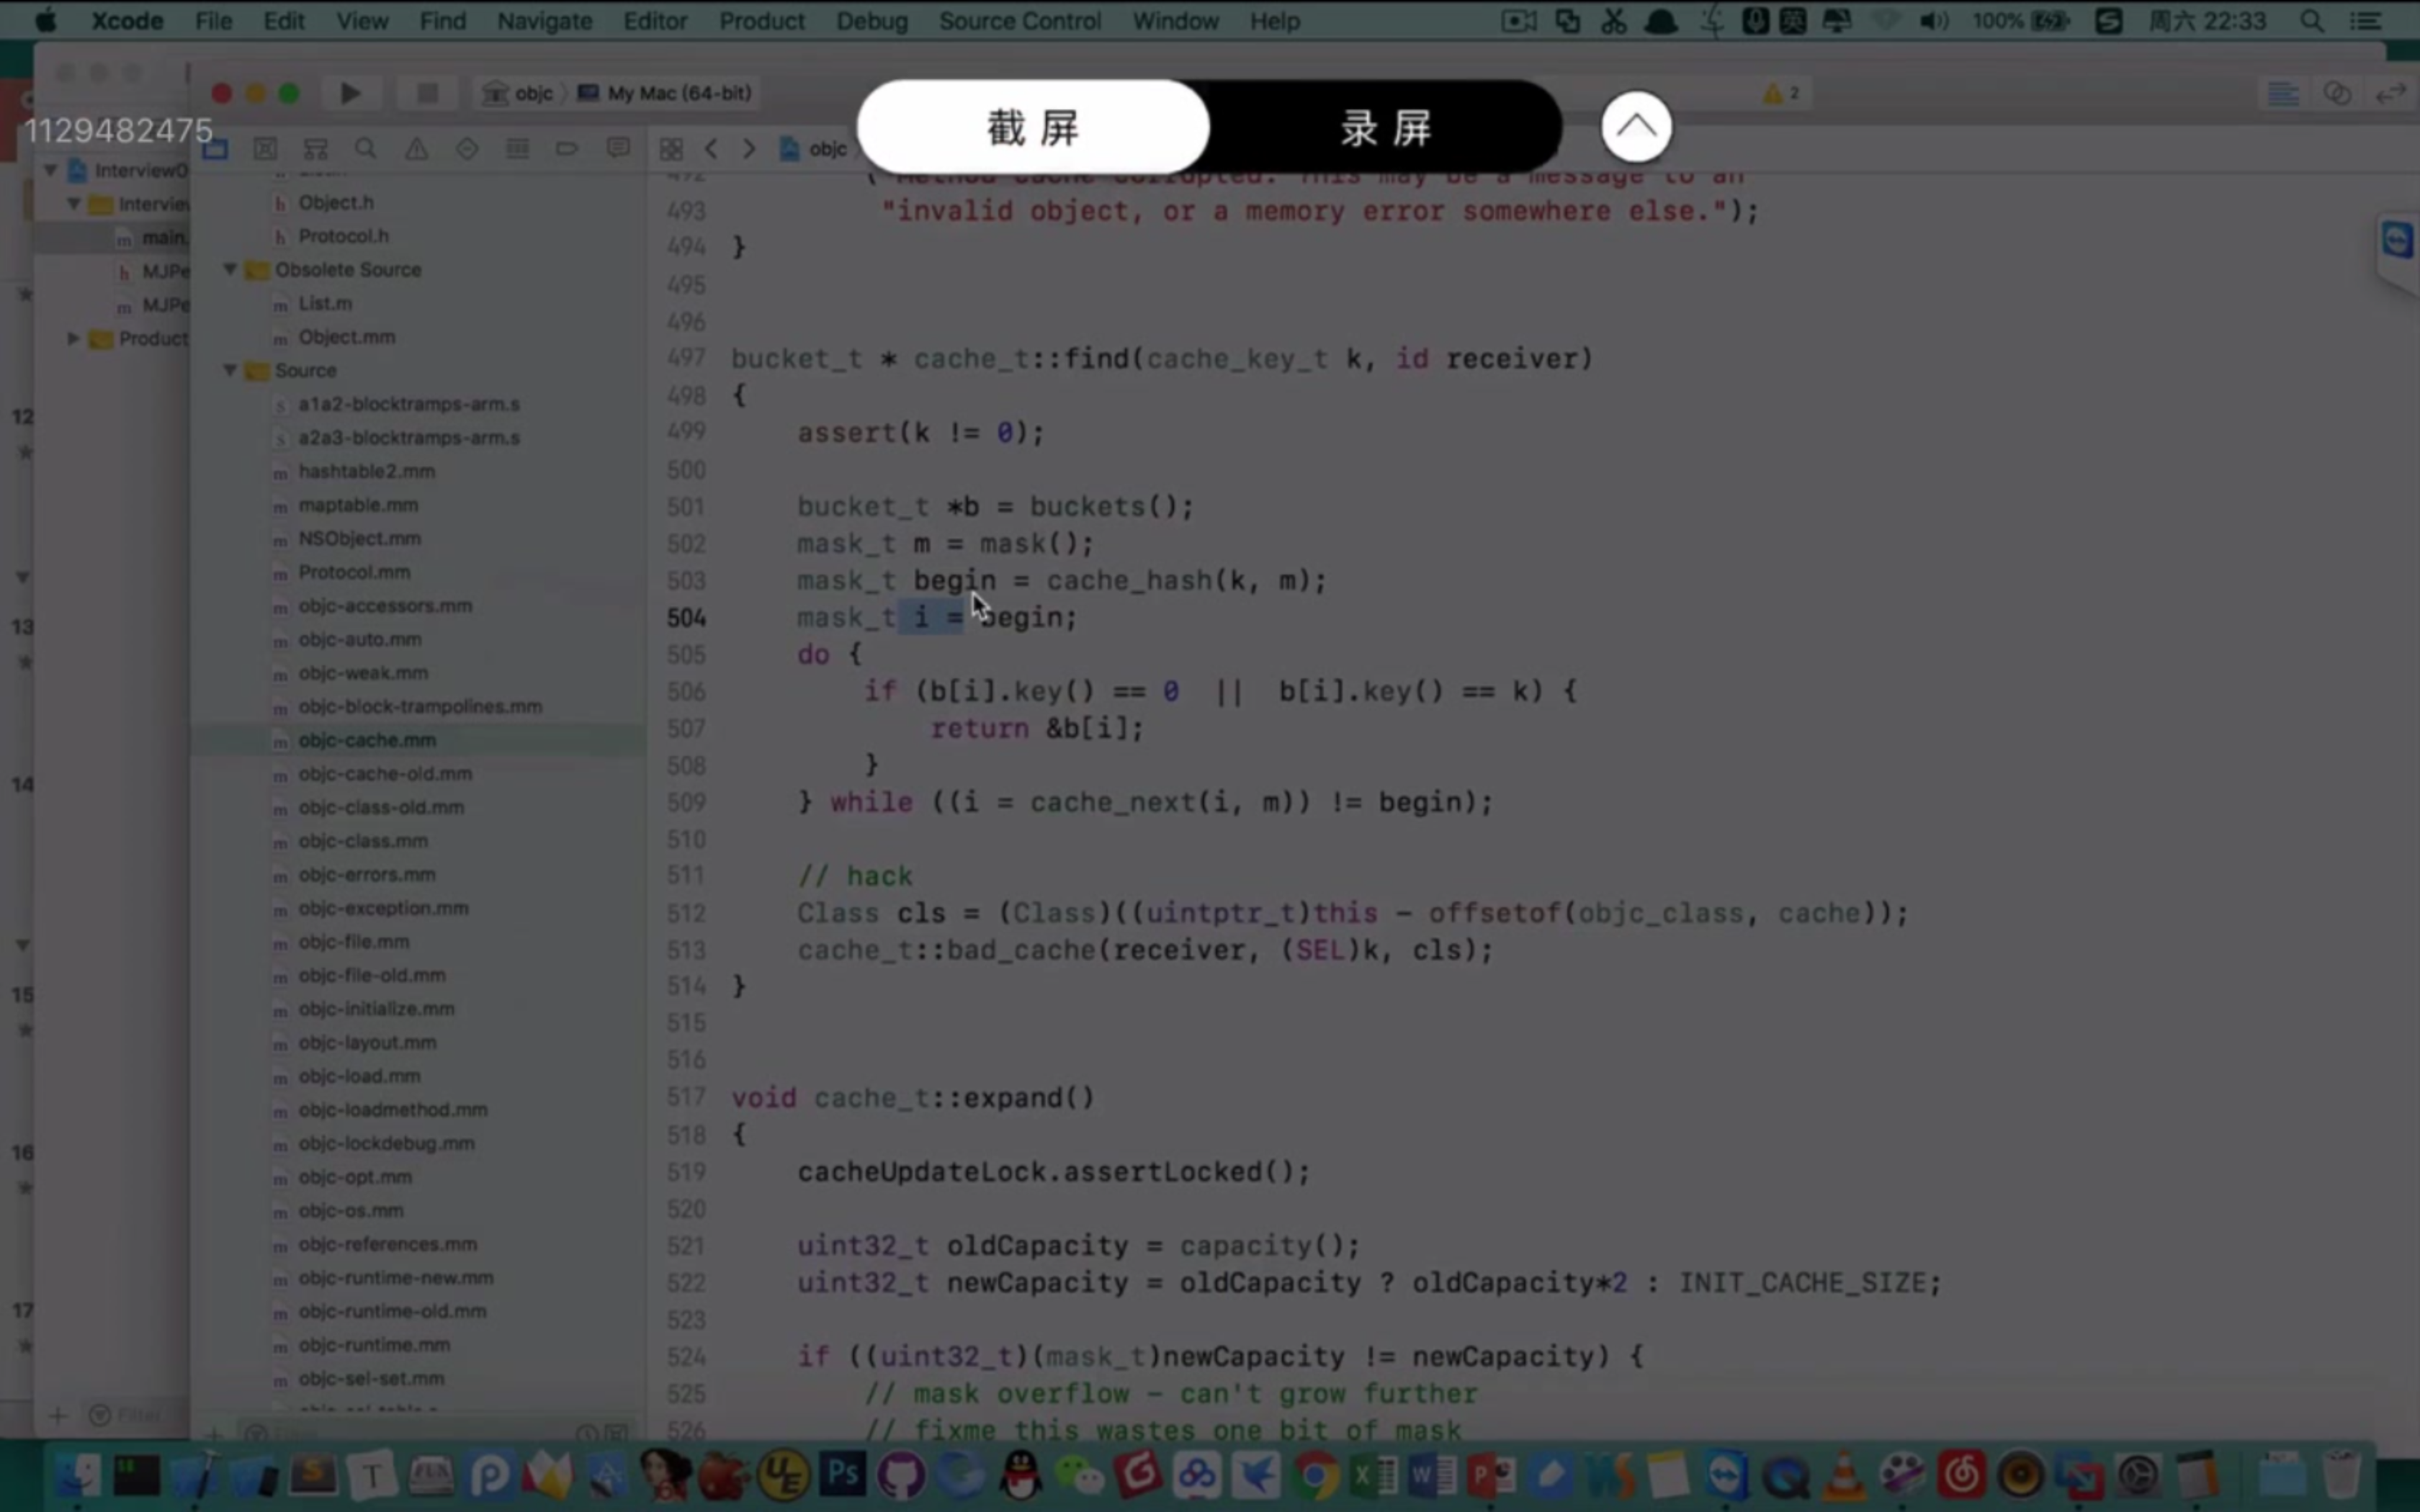 Xcode File Edit View Find Navigate Editor Product Debug Source Control Window Help 英 100% 周六 22:33
objc My Mac (64-bit) 2
截屏 录屏
1129482475
objc
InterviewO
Interview
main.
MJPe
MJPe
Product
12
13
14
15
16
17
Filter
Object.h
Protocol.h
Obsolete Source
List.m
Object.mm
Source
a1a2-blocktramps-arm.s
a2a3-blocktramps-arm.s
hashtable2.mm
maptable.mm
NSObject.mm
Protocol.mm
objc-accessors.mm
objc-auto.mm
objc-weak.mm
objc-block-trampolines.mm
objc-cache.mm
objc-cache-old.mm
objc-class-old.mm
objc-class.mm
objc-errors.mm
objc-exception.mm
objc-file.mm
objc-file-old.mm
objc-initialize.mm
objc-layout.mm
objc-load.mm
objc-loadmethod.mm
objc-lockdebug.mm
objc-opt.mm
objc-os.mm
objc-references.mm
objc-runtime-new.mm
objc-runtime-old.mm
objc-runtime.mm
objc-sel-set.mm
492 ("Method cache corrupted. This may be a message to an "
493 "invalid object, or a memory error somewhere else.");
494 }
495
496
497 bucket_t * cache_t::find(cache_key_t k, id receiver)
498 {
499 assert(k != 0);
500
501 bucket_t *b = buckets();
502 mask_t m = mask();
503 mask_t begin = cache_hash(k, m);
504 mask_t i = begin;
505 do {
506 if (b[i].key() == 0 || b[i].key() == k) {
507 return &b[i];
508 }
509 } while ((i = cache_next(i, m)) != begin);
510
511 // hack
512 Class cls = (Class)((uintptr_t)this - offsetof(objc_class, cache));
513 cache_t::bad_cache(receiver, (SEL)k, cls);
514 }
515
516
517 void cache_t::expand()
518 {
519 cacheUpdateLock.assertLocked();
520
521 uint32_t oldCapacity = capacity();
522 uint32_t newCapacity = oldCapacity ? oldCapacity*2 : INIT_CACHE_SIZE;
523
524 if ((uint32_t)(mask_t)newCapacity != newCapacity) {
525 // mask overflow - can't grow further
526 // fixme this wastes one bit of mask